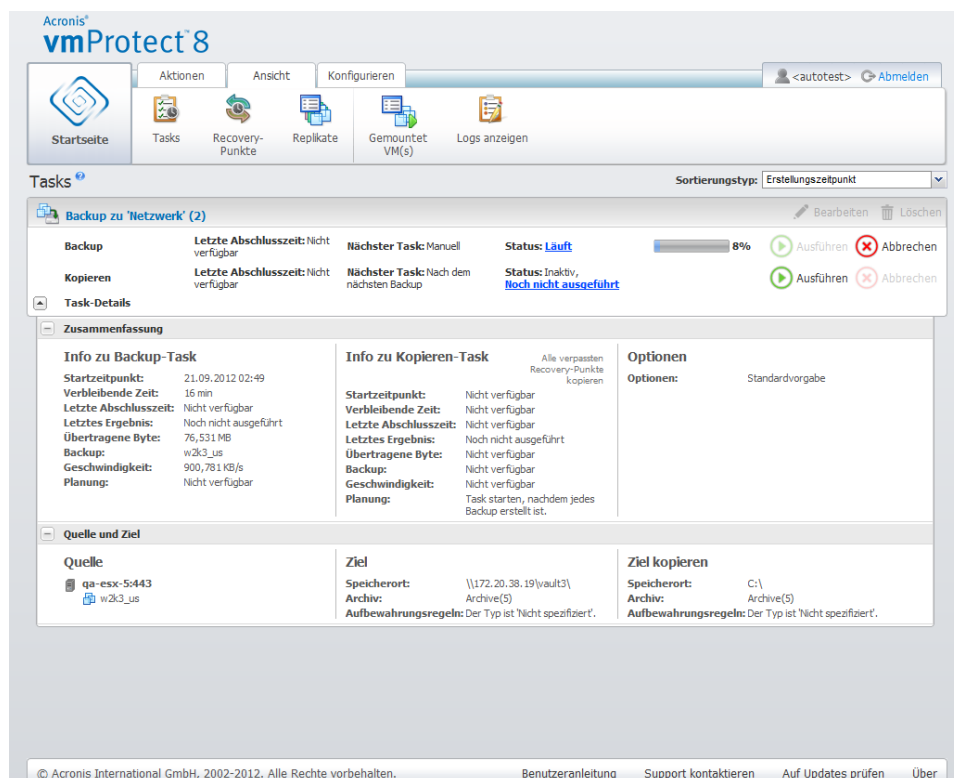 Acronis®
vmProtect™8
Aktionen Ansicht Konfigurieren
<autotest> Abmelden
Startseite
Tasks
Recovery-
Punkte
Replikate
Gemountet
VM(s)
Logs anzeigen
Tasks
Sortierungstyp: Erstellungszeitpunkt
Backup zu 'Netzwerk' (2)
Bearbeiten Löschen
Backup
Letzte Abschlusszeit: Nicht
verfügbar
Nächster Task: Manuell
Status: Läuft
8%
Ausführen Abbrechen
Kopieren
Letzte Abschlusszeit: Nicht
verfügbar
Nächster Task: Nach dem
nächsten Backup
Status: Inaktiv,
Noch nicht ausgeführt
Ausführen Abbrechen
Task-Details
Zusammenfassung
Info zu Backup-Task
Startzeitpunkt: 21.09.2012 02:49
Verbleibende Zeit: 16 min
Letzte Abschlusszeit: Nicht verfügbar
Letztes Ergebnis: Noch nicht ausgeführt
Übertragene Byte: 76,531 MB
Backup: w2k3_us
Geschwindigkeit: 900,781 KB/s
Planung: Nicht verfügbar
Info zu Kopieren-Task
Alle verpassten
Recovery-Punkte
kopieren
Startzeitpunkt: Nicht verfügbar
Verbleibende Zeit: Nicht verfügbar
Letzte Abschlusszeit: Nicht verfügbar
Letztes Ergebnis: Noch nicht ausgeführt
Übertragene Byte: Nicht verfügbar
Backup: Nicht verfügbar
Geschwindigkeit: Nicht verfügbar
Planung: Task starten, nachdem jedes
Backup erstellt ist.
Optionen
Optionen: Standardvorgabe
Quelle und Ziel
Quelle
qa-esx-5:443
w2k3_us
Ziel
Speicherort: \\172.20.38.19\vault3\
Archiv: Archive(5)
Aufbewahrungsregeln: Der Typ ist 'Nicht spezifiziert'.
Ziel kopieren
Speicherort: C:\
Archiv: Archive(5)
Aufbewahrungsregeln: Der Typ ist 'Nicht spezifiziert'.
© Acronis International GmbH, 2002-2012. Alle Rechte vorbehalten.
Benutzeranleitung Support kontaktieren Auf Updates prüfen Über